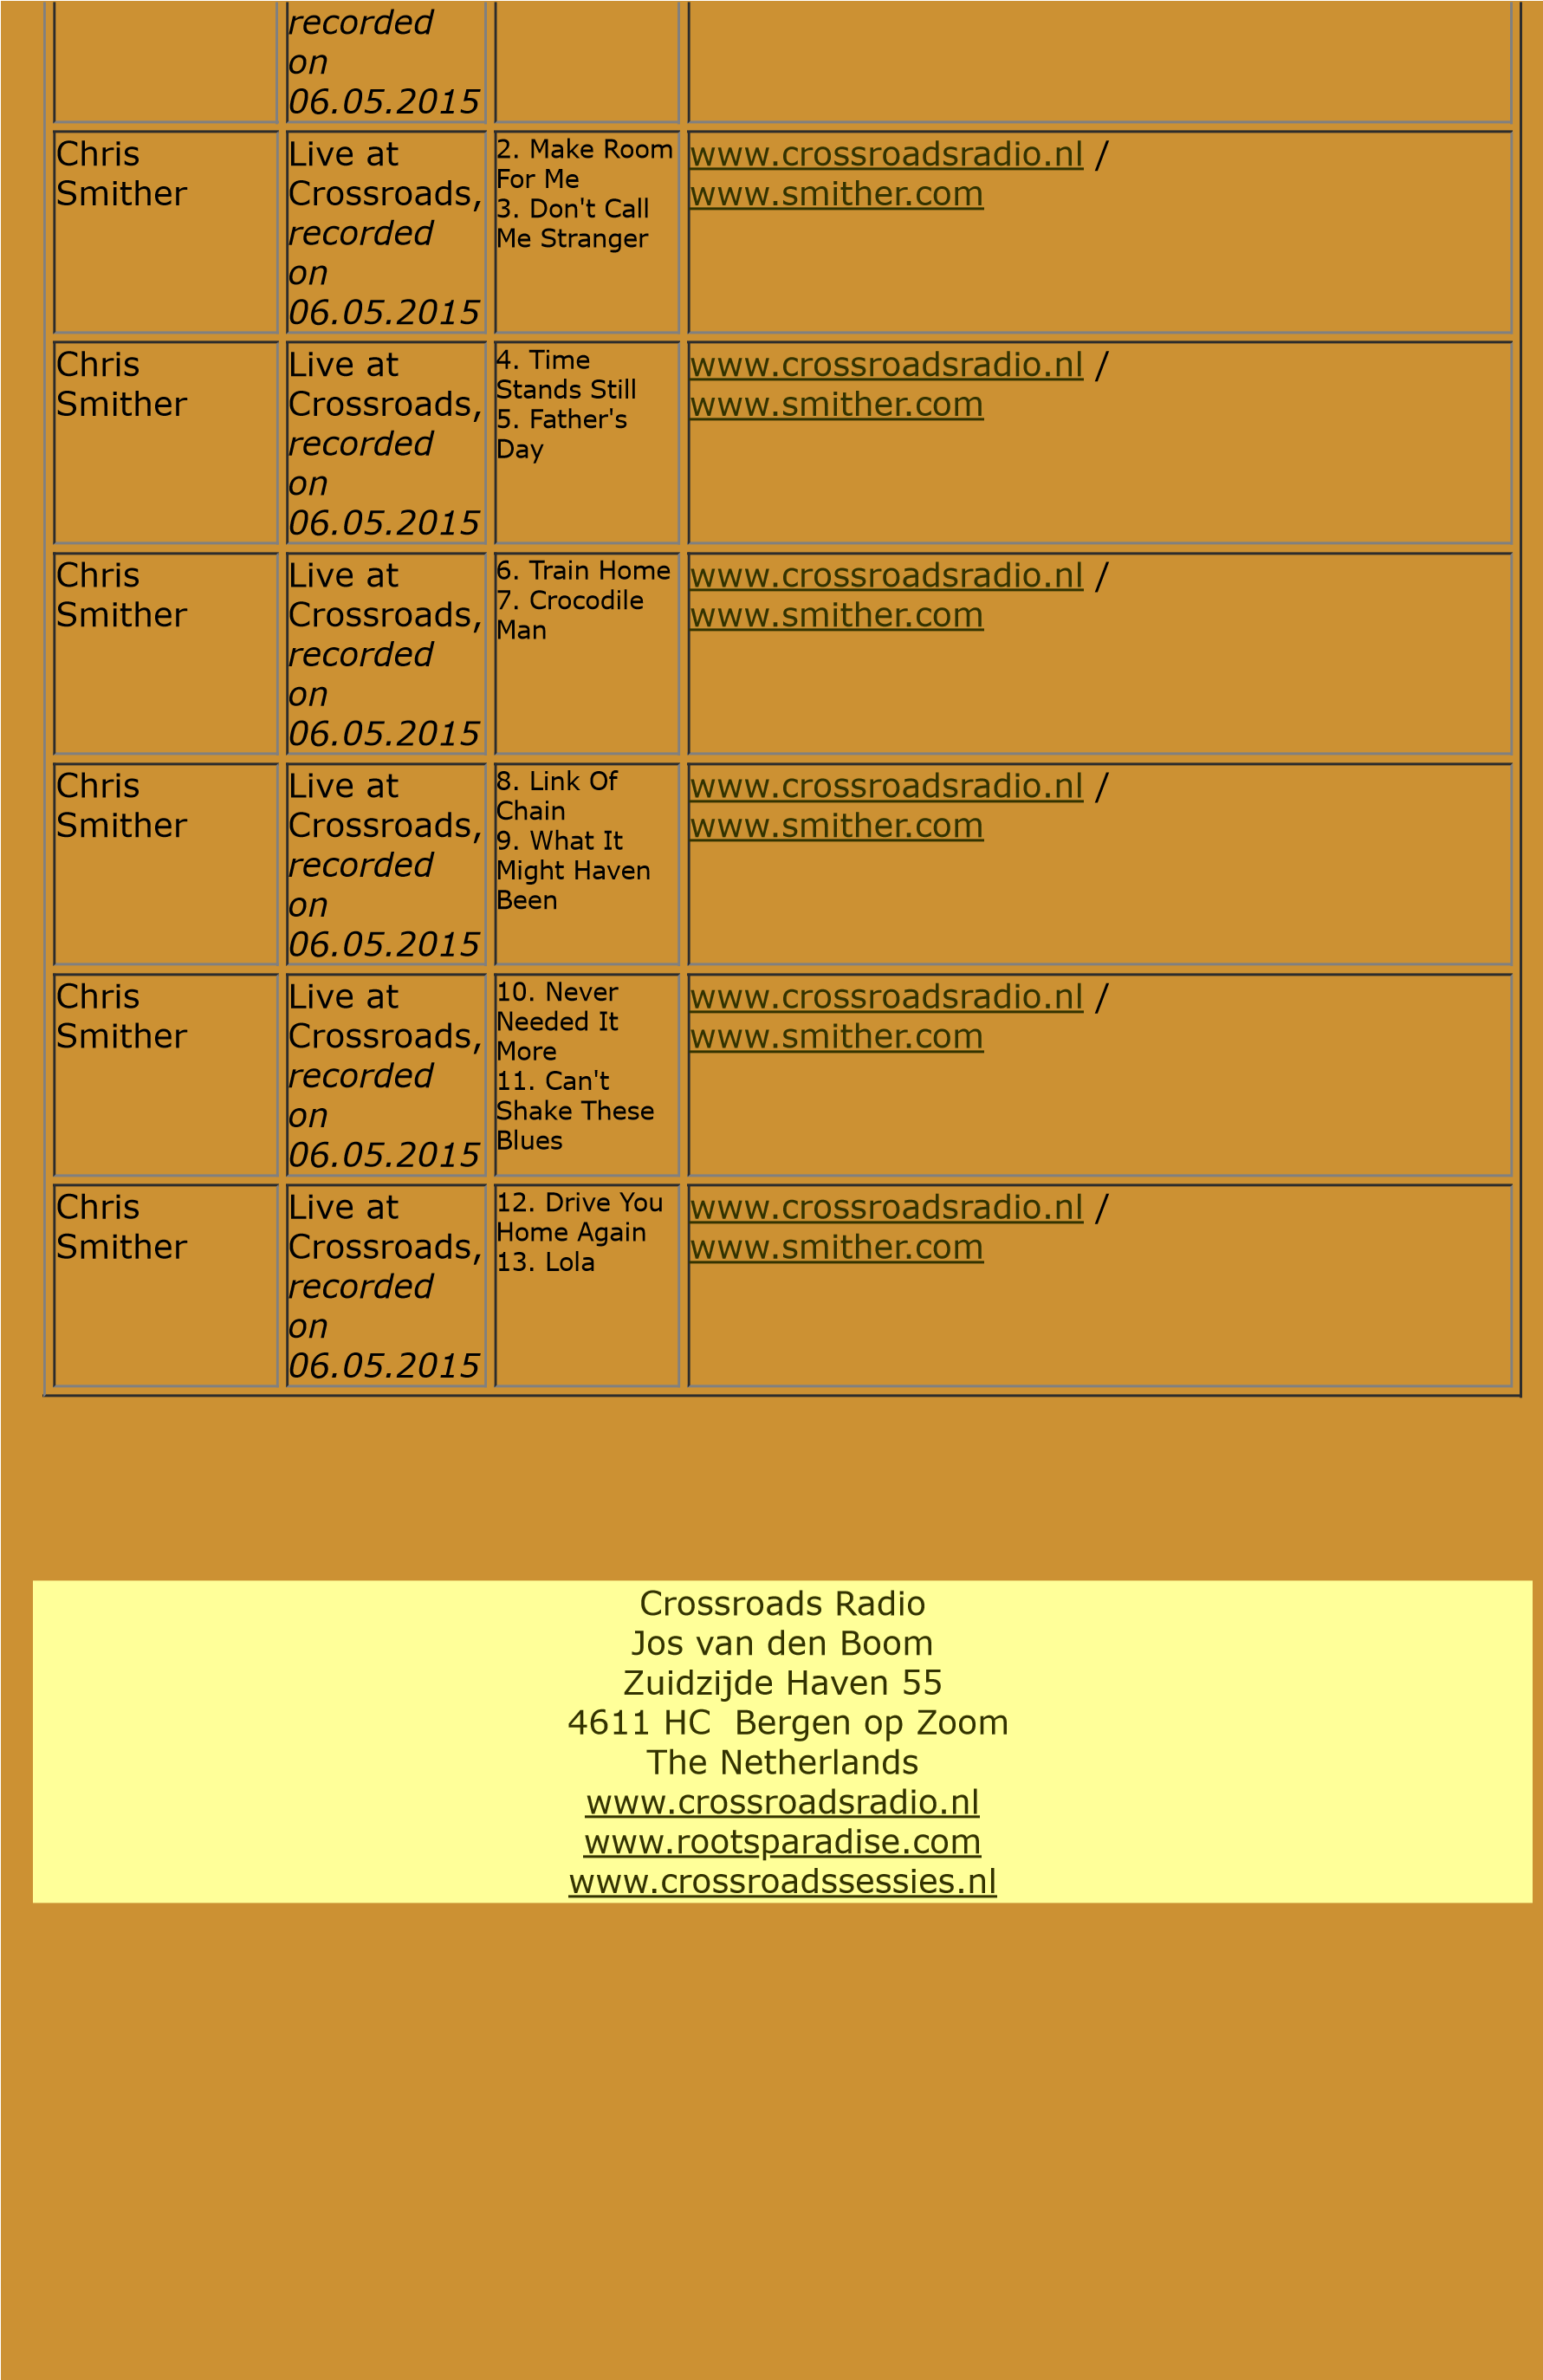 recorded
on
06.05.2015
Chris
Smither
Live at
Crossroads,
recorded
on
06.05.2015
2. Make Room
For Me
3. Don't Call
Me Stranger
www.crossroadsradio.nl /
www.smither.com
Chris
Smither
Live at
Crossroads,
recorded
on
06.05.2015
4. Time
Stands Still
5. Father's
Day
www.crossroadsradio.nl /
www.smither.com
Chris
Smither
Live at
Crossroads,
recorded
on
06.05.2015
6. Train Home
7. Crocodile
Man
www.crossroadsradio.nl /
www.smither.com
Chris
Smither
Live at
Crossroads,
recorded
on
06.05.2015
8. Link Of
Chain
9. What It
Might Haven
Been
www.crossroadsradio.nl /
www.smither.com
Chris
Smither
Live at
Crossroads,
recorded
on
06.05.2015
10. Never
Needed It
More
11. Can't
Shake These
Blues
www.crossroadsradio.nl /
www.smither.com
Chris
Smither
Live at
Crossroads,
recorded
on
06.05.2015
12. Drive You
Home Again
13. Lola
www.crossroadsradio.nl /
www.smither.com
Crossroads Radio
Jos van den Boom
Zuidzijde Haven 55
4611 HC  Bergen op Zoom
The Netherlands
www.crossroadsradio.nl
www.rootsparadise.com
www.crossroadssessies.nl